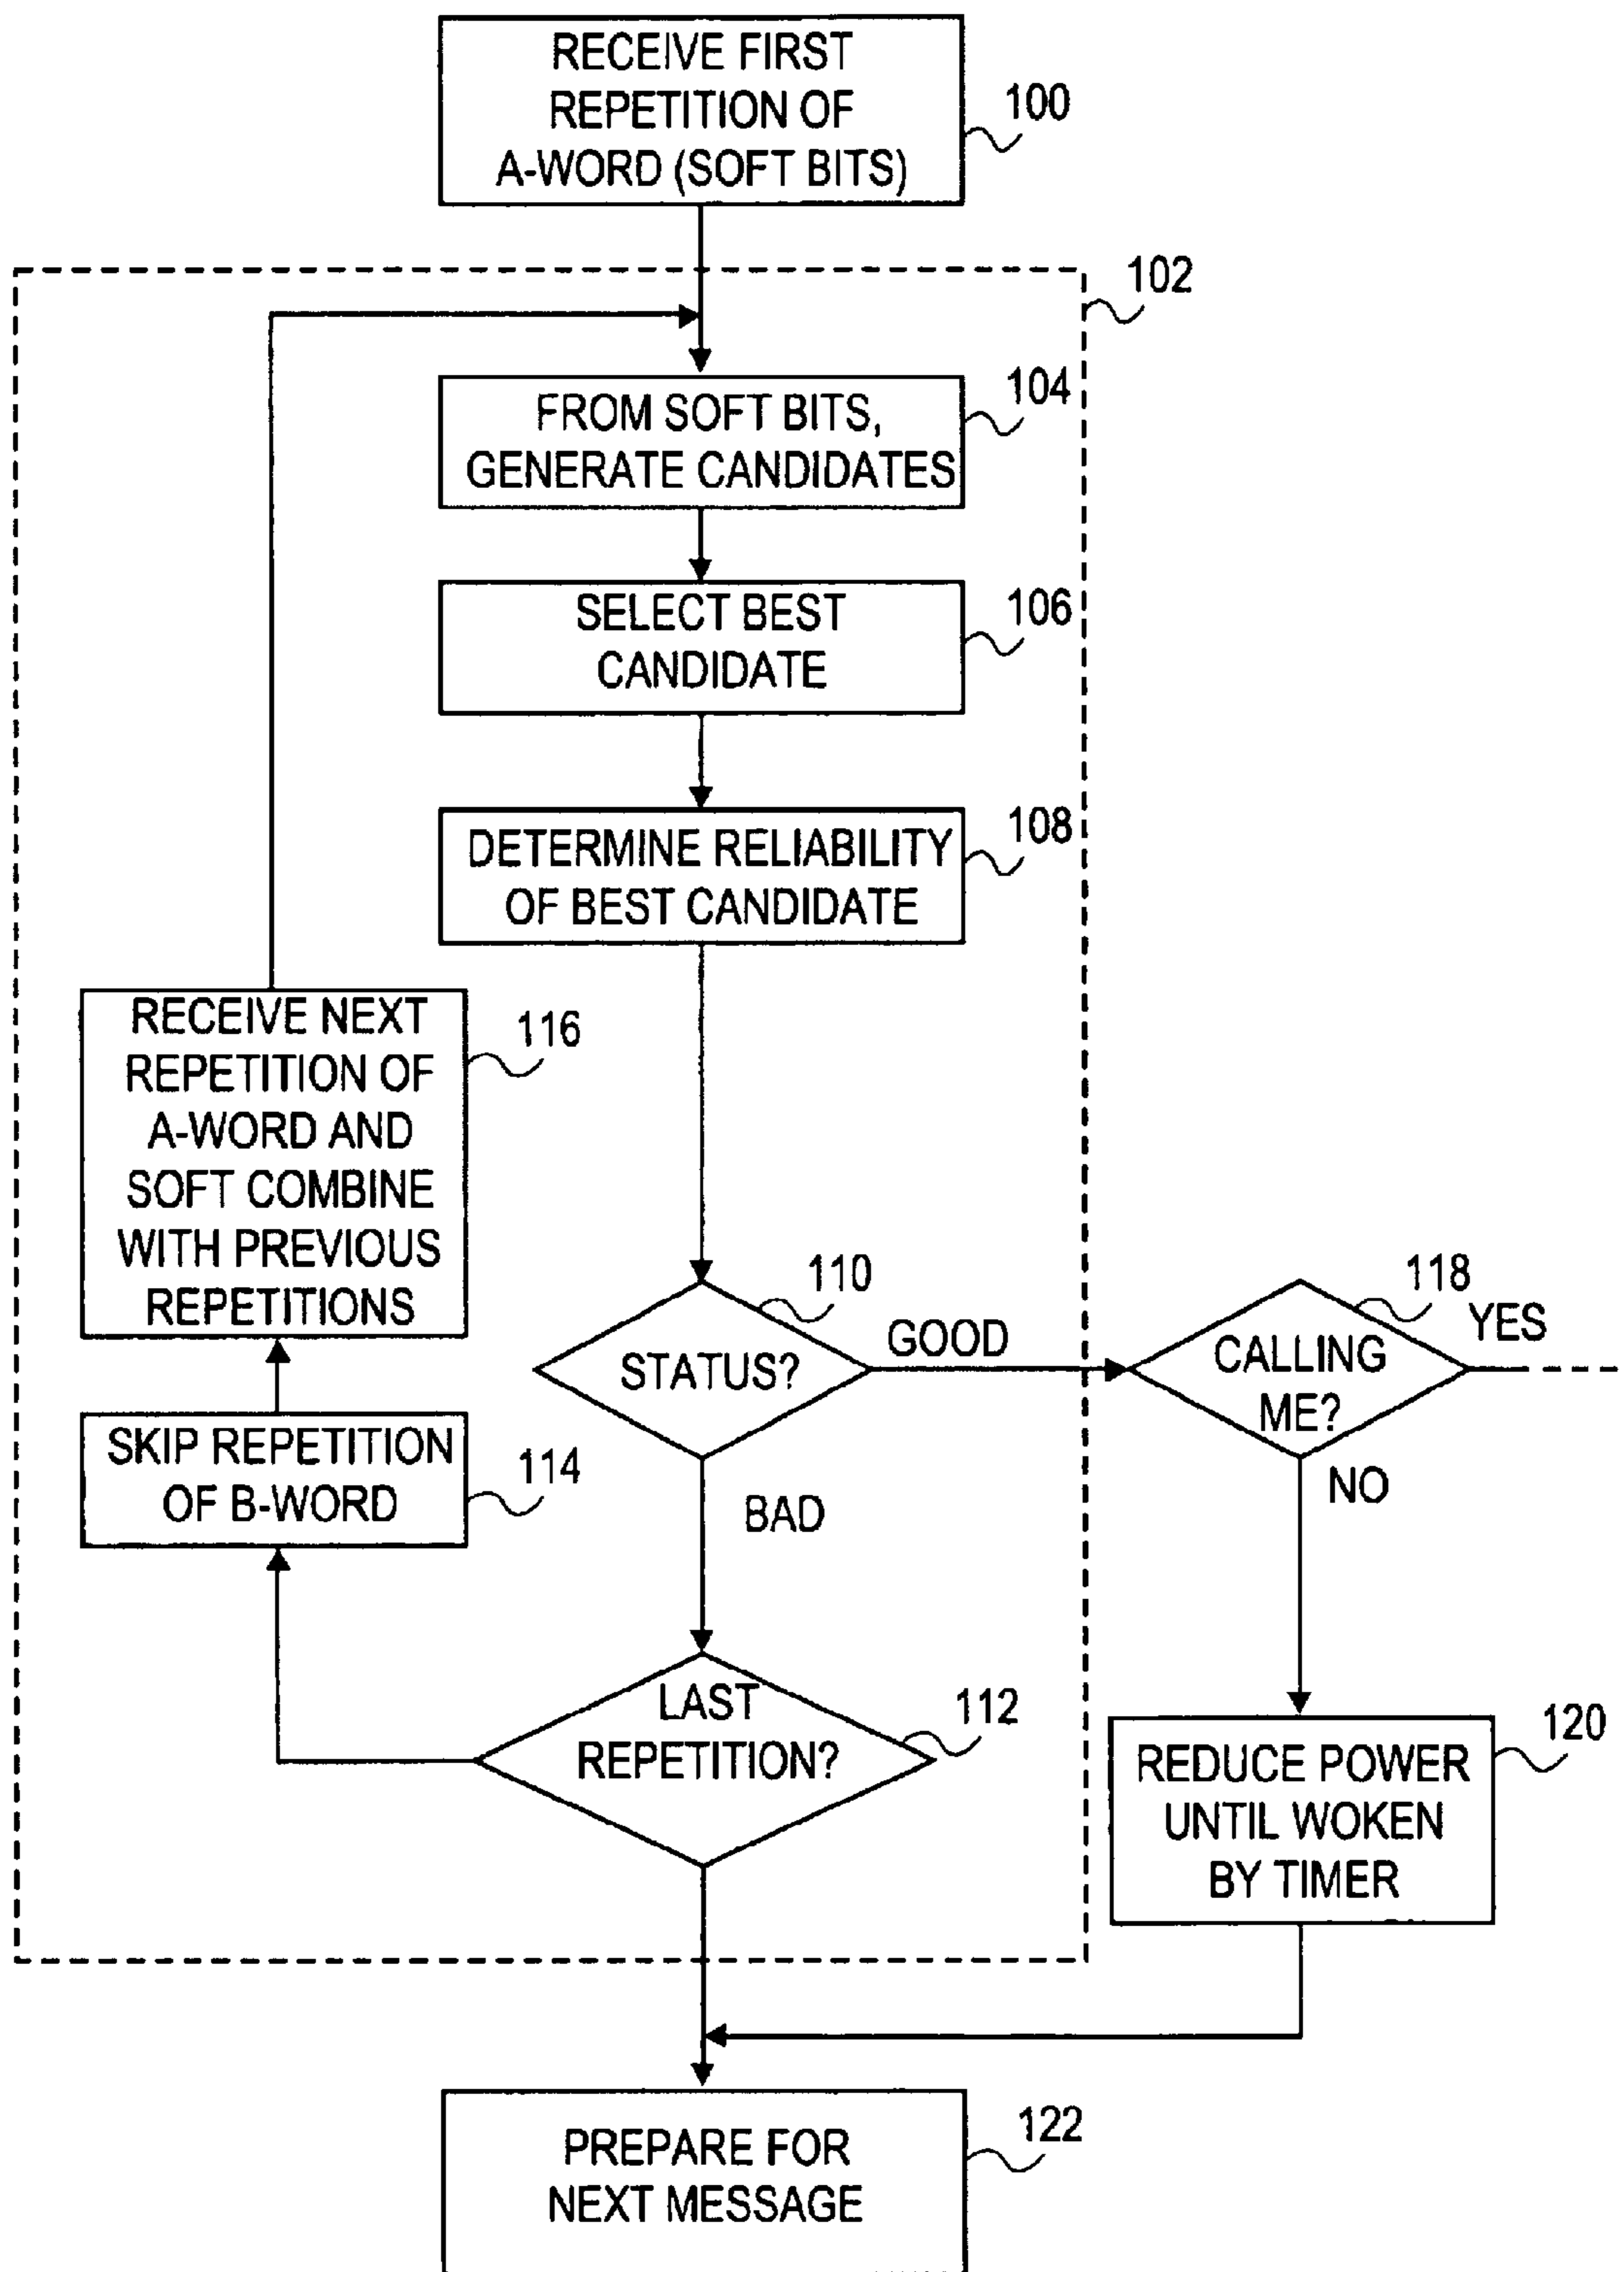 RECEIVE FIRST
REPETITION OF
A-WORD (SOFT BITS)
100
102
FROM SOFT BITS,
GENERATE CANDIDATES
104
SELECT BEST
CANDIDATE
106
DETERMINE RELIABILITY
OF BEST CANDIDATE
108
RECEIVE NEXT
REPETITION OF
A-WORD AND
SOFT COMBINE
WITH PREVIOUS
REPETITIONS
116
STATUS?
110
GOOD
BAD
CALLING
ME?
118
YES
NO
SKIP REPETITION
OF B-WORD
114
LAST
REPETITION?
112
REDUCE POWER
UNTIL WOKEN
BY TIMER
120
PREPARE FOR
NEXT MESSAGE
122